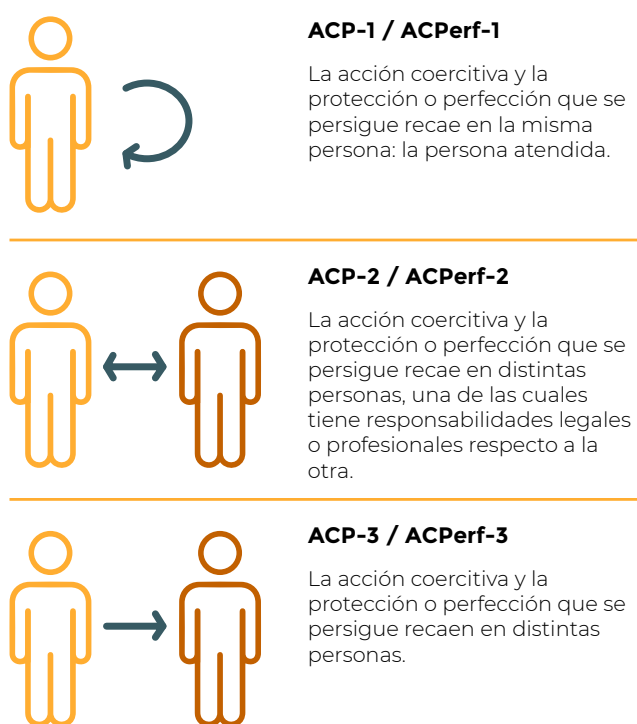 ACP-1 / ACPerf-1
La acción coercitiva y la
protección o perfección que se
persigue recae en la misma
persona: la persona atendida.
ACP-2 / ACPerf-2
La acción coercitiva y la
protección o perfección que se
persigue recae en distintas
personas, una de las cuales
tiene responsabilidades legales
o profesionales respecto a la
otra.
ACP-3 / ACPerf-3
La acción coercitiva y la
protección o perfección que se
persigue recaen en distintas
personas.